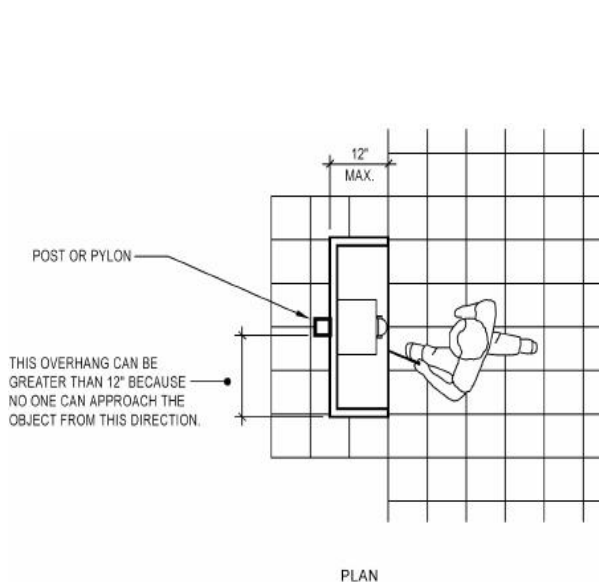 12"
MAX.
POST OR PYLON
THIS OVERHANG CAN BE
GREATER THAN 12" BECAUSE
NO ONE CAN APPROACH THE
OBJECT FROM THIS DIRECTION.
PLAN